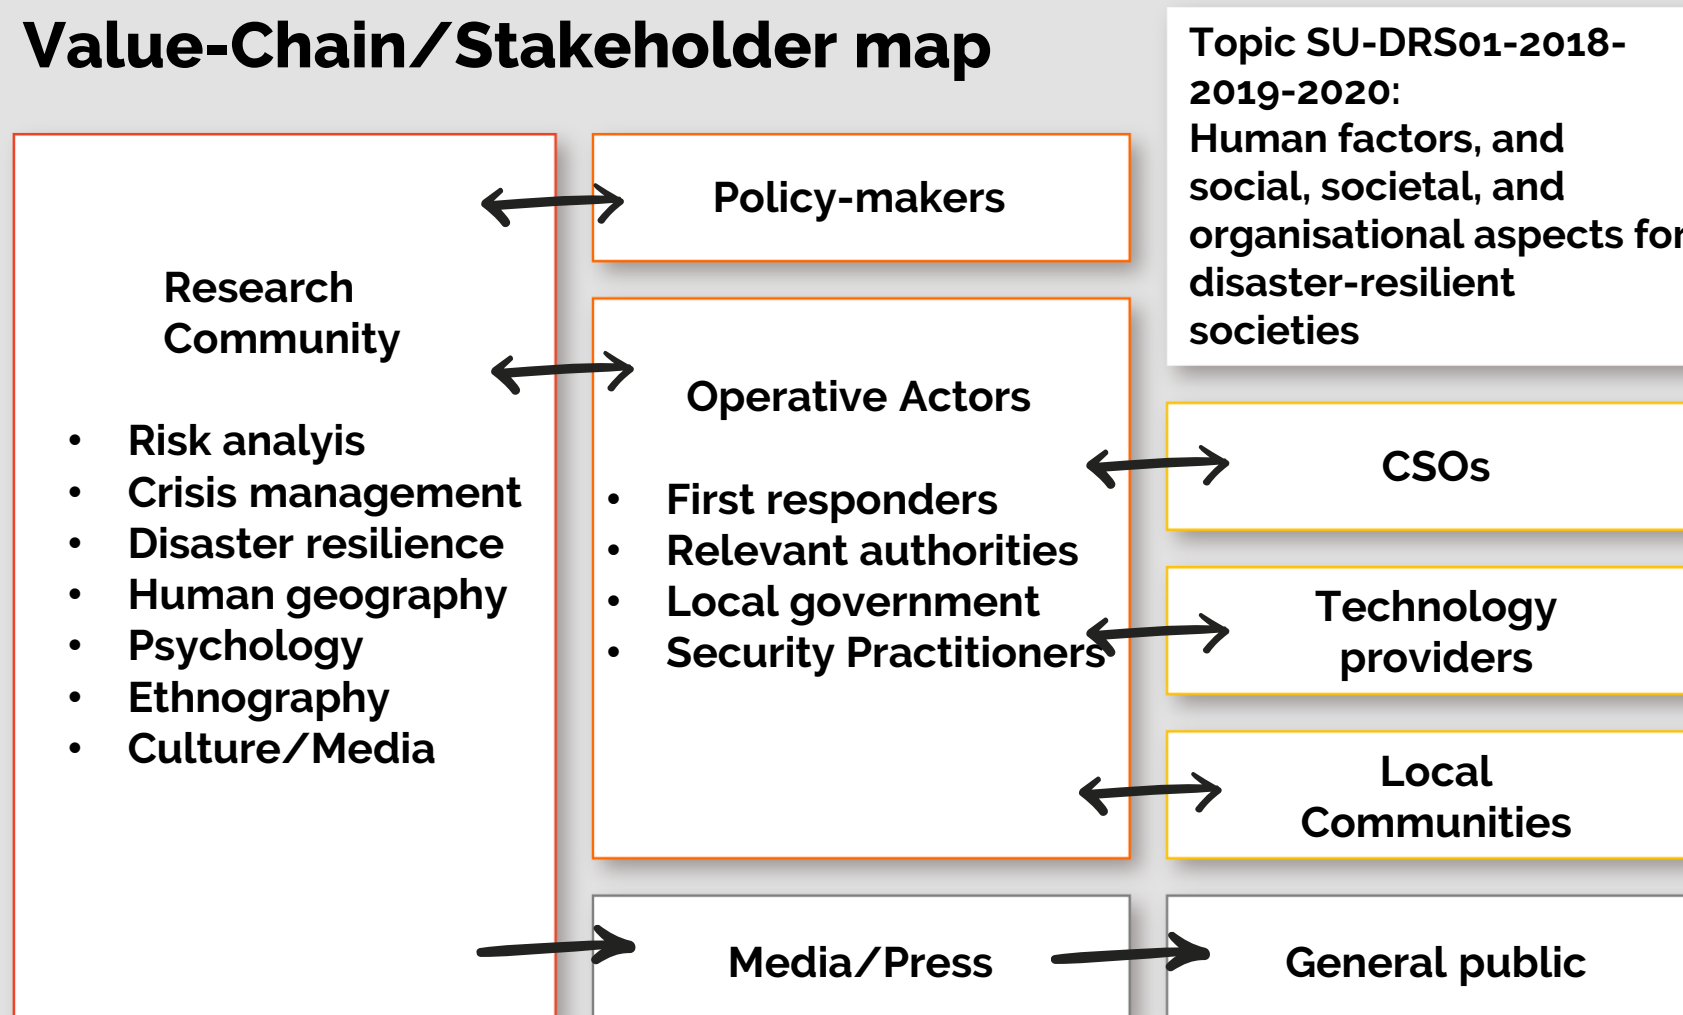 Value-Chain/Stakeholder map
Topic SU-DRS01-2018-
2019-2020:
Human factors, and
social, societal, and
organisational aspects for
disaster-resilient
societies
Research
Community
• Risk analyis
• Crisis management
• Disaster resilience
• Human geography
• Psychology
• Ethnography
• Culture/Media
Policy-makers
Operative Actors
• First responders
• Relevant authorities
• Local government
• Security Practitioners
CSOs
Technology
providers
Local
Communities
Media/Press
General public